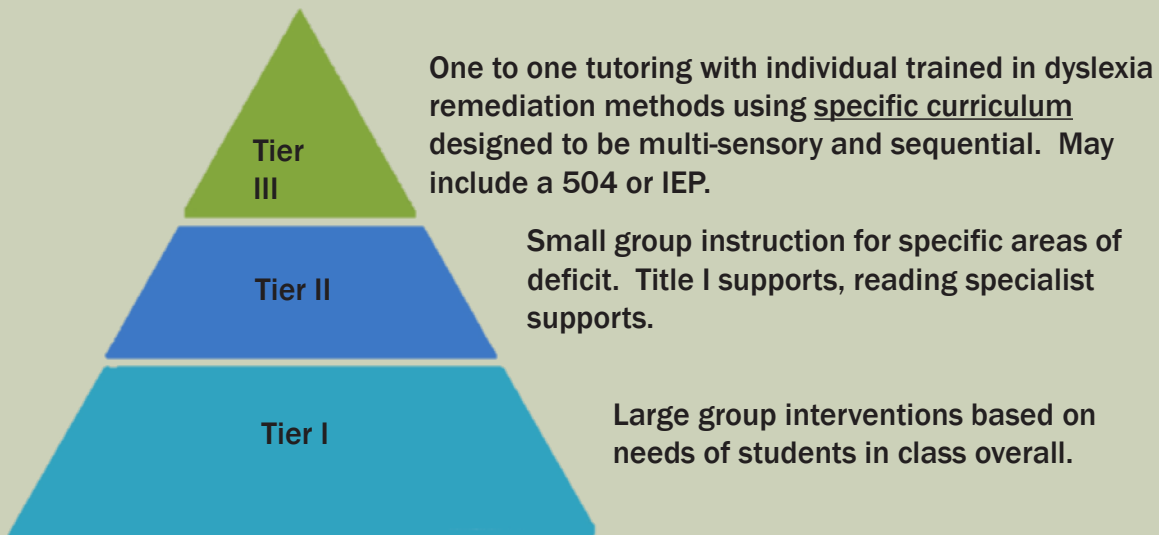 One to one tutoring with individual trained in dyslexia
remediation methods using specific curriculum
designed to be multi-sensory and sequential.  May
include a 504 or IEP.
Tier
III
Small group instruction for specific areas of
deficit.  Title I supports, reading specialist
supports.
Tier II
Large group interventions based on
needs of students in class overall.
Tier I